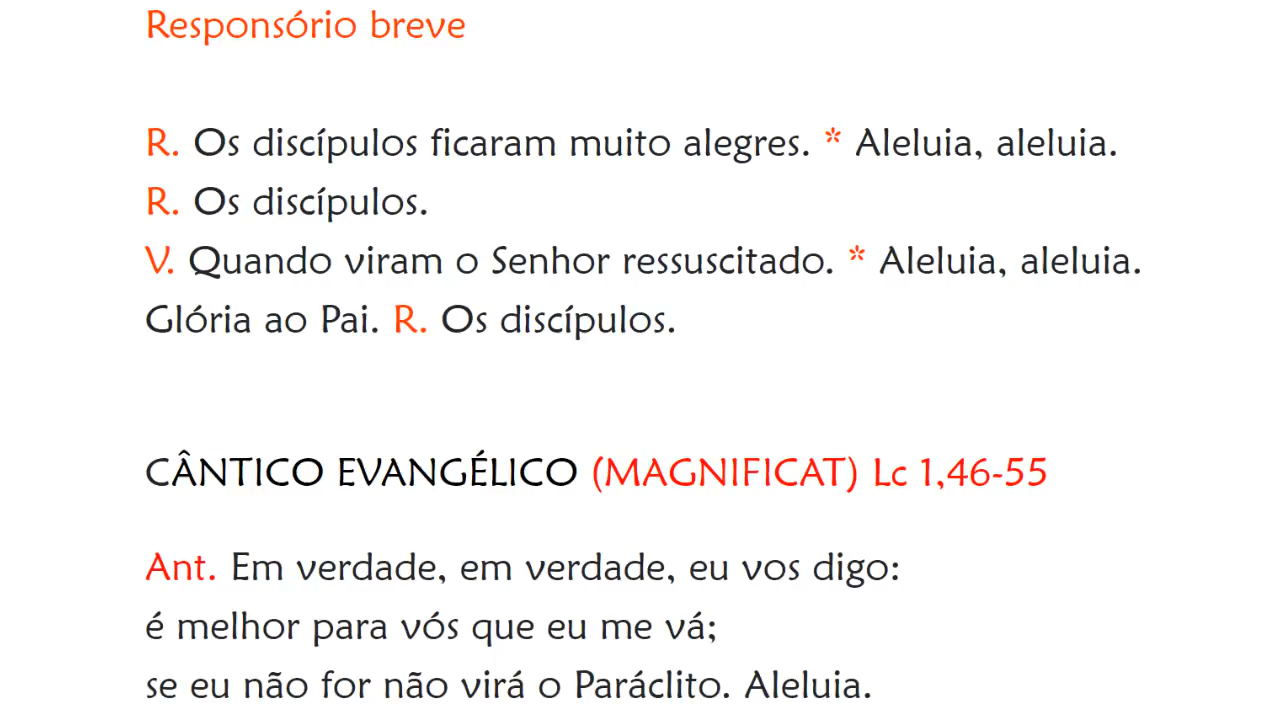 Responsório breve
R. Os discípulos ficaram muito alegres. * Aleluia, aleluia.
R. Os discípulos.
V. Quando viram o Senhor ressuscitado. * Aleluia, aleluia.
Glória ao Pai. R. Os discípulos.
CÂNTICO EVANGÉLICO (MAGNIFICAT) Lc 1,46-55
Ant. Em verdade, em verdade, eu vos digo:
é melhor para vós que eu me vá;
se eu não for não virá o Paráclito. Aleluia.